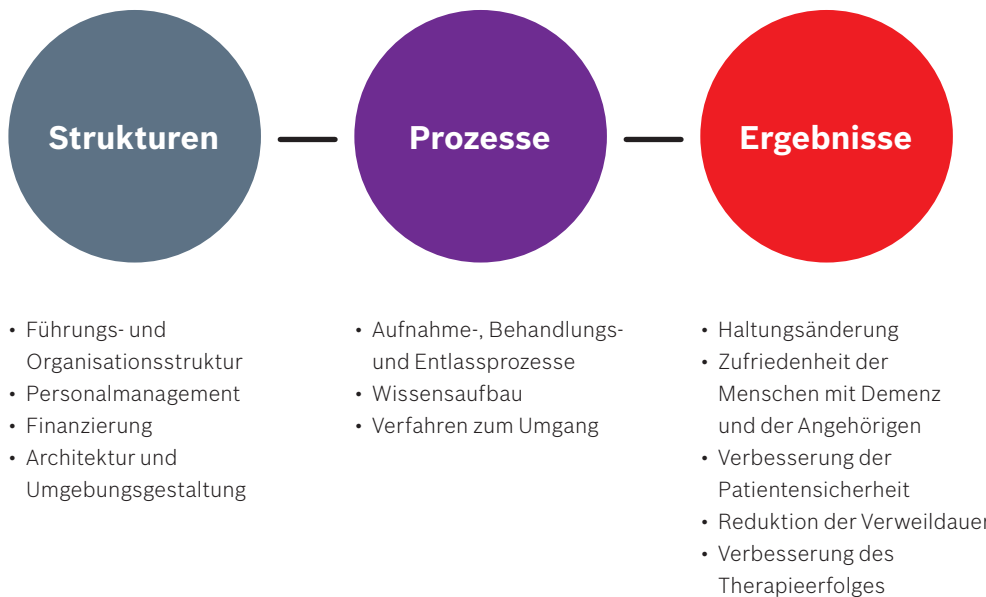 Strukturen
Prozesse
Ergebnisse
• Führungs- und
Organisationsstruktur
• Personalmanagement
• Finanzierung
• Architektur und
Umgebungsgestaltung
• Aufnahme-, Behandlungs-
und Entlassprozesse
• Wissensaufbau
• Verfahren zum Umgang
• Haltungsänderung
• Zufriedenheit der
Menschen mit Demenz
und der Angehörigen
• Verbesserung der
Patientensicherheit
• Reduktion der Verweildauer
• Verbesserung des
Therapieerfolges